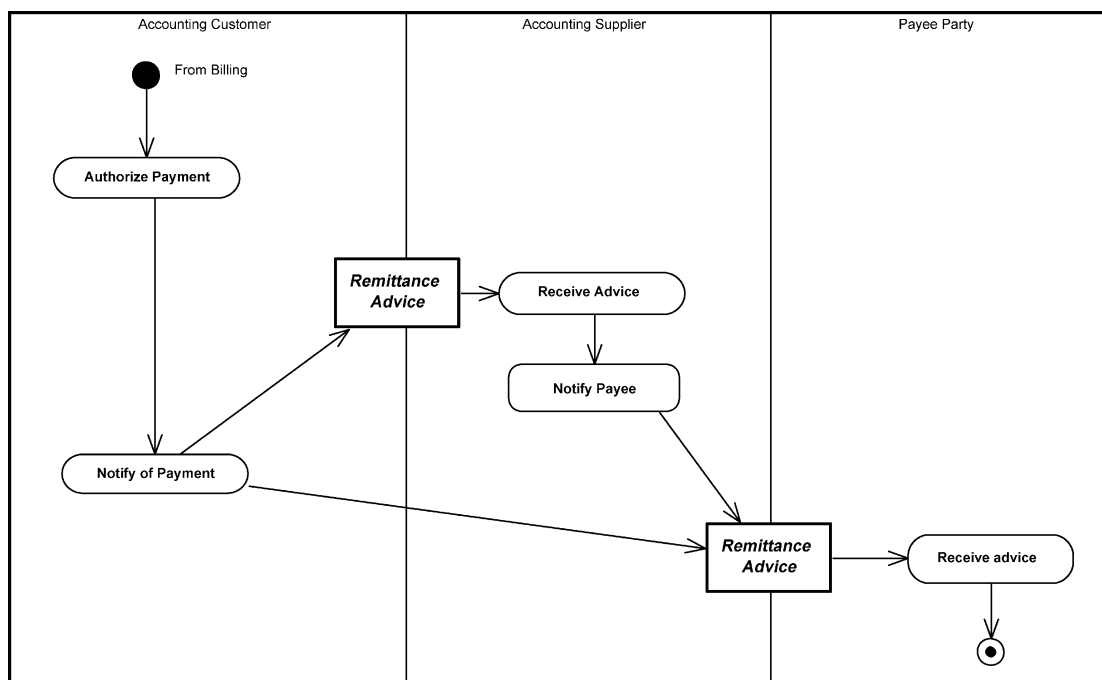 Accounting Customer
Accounting Supplier
Payee Party
From Billing
Authorize Payment
Remittance
Advice
Receive Advice
Notify Payee
Notify of Payment
Remittance
Advice
Receive advice